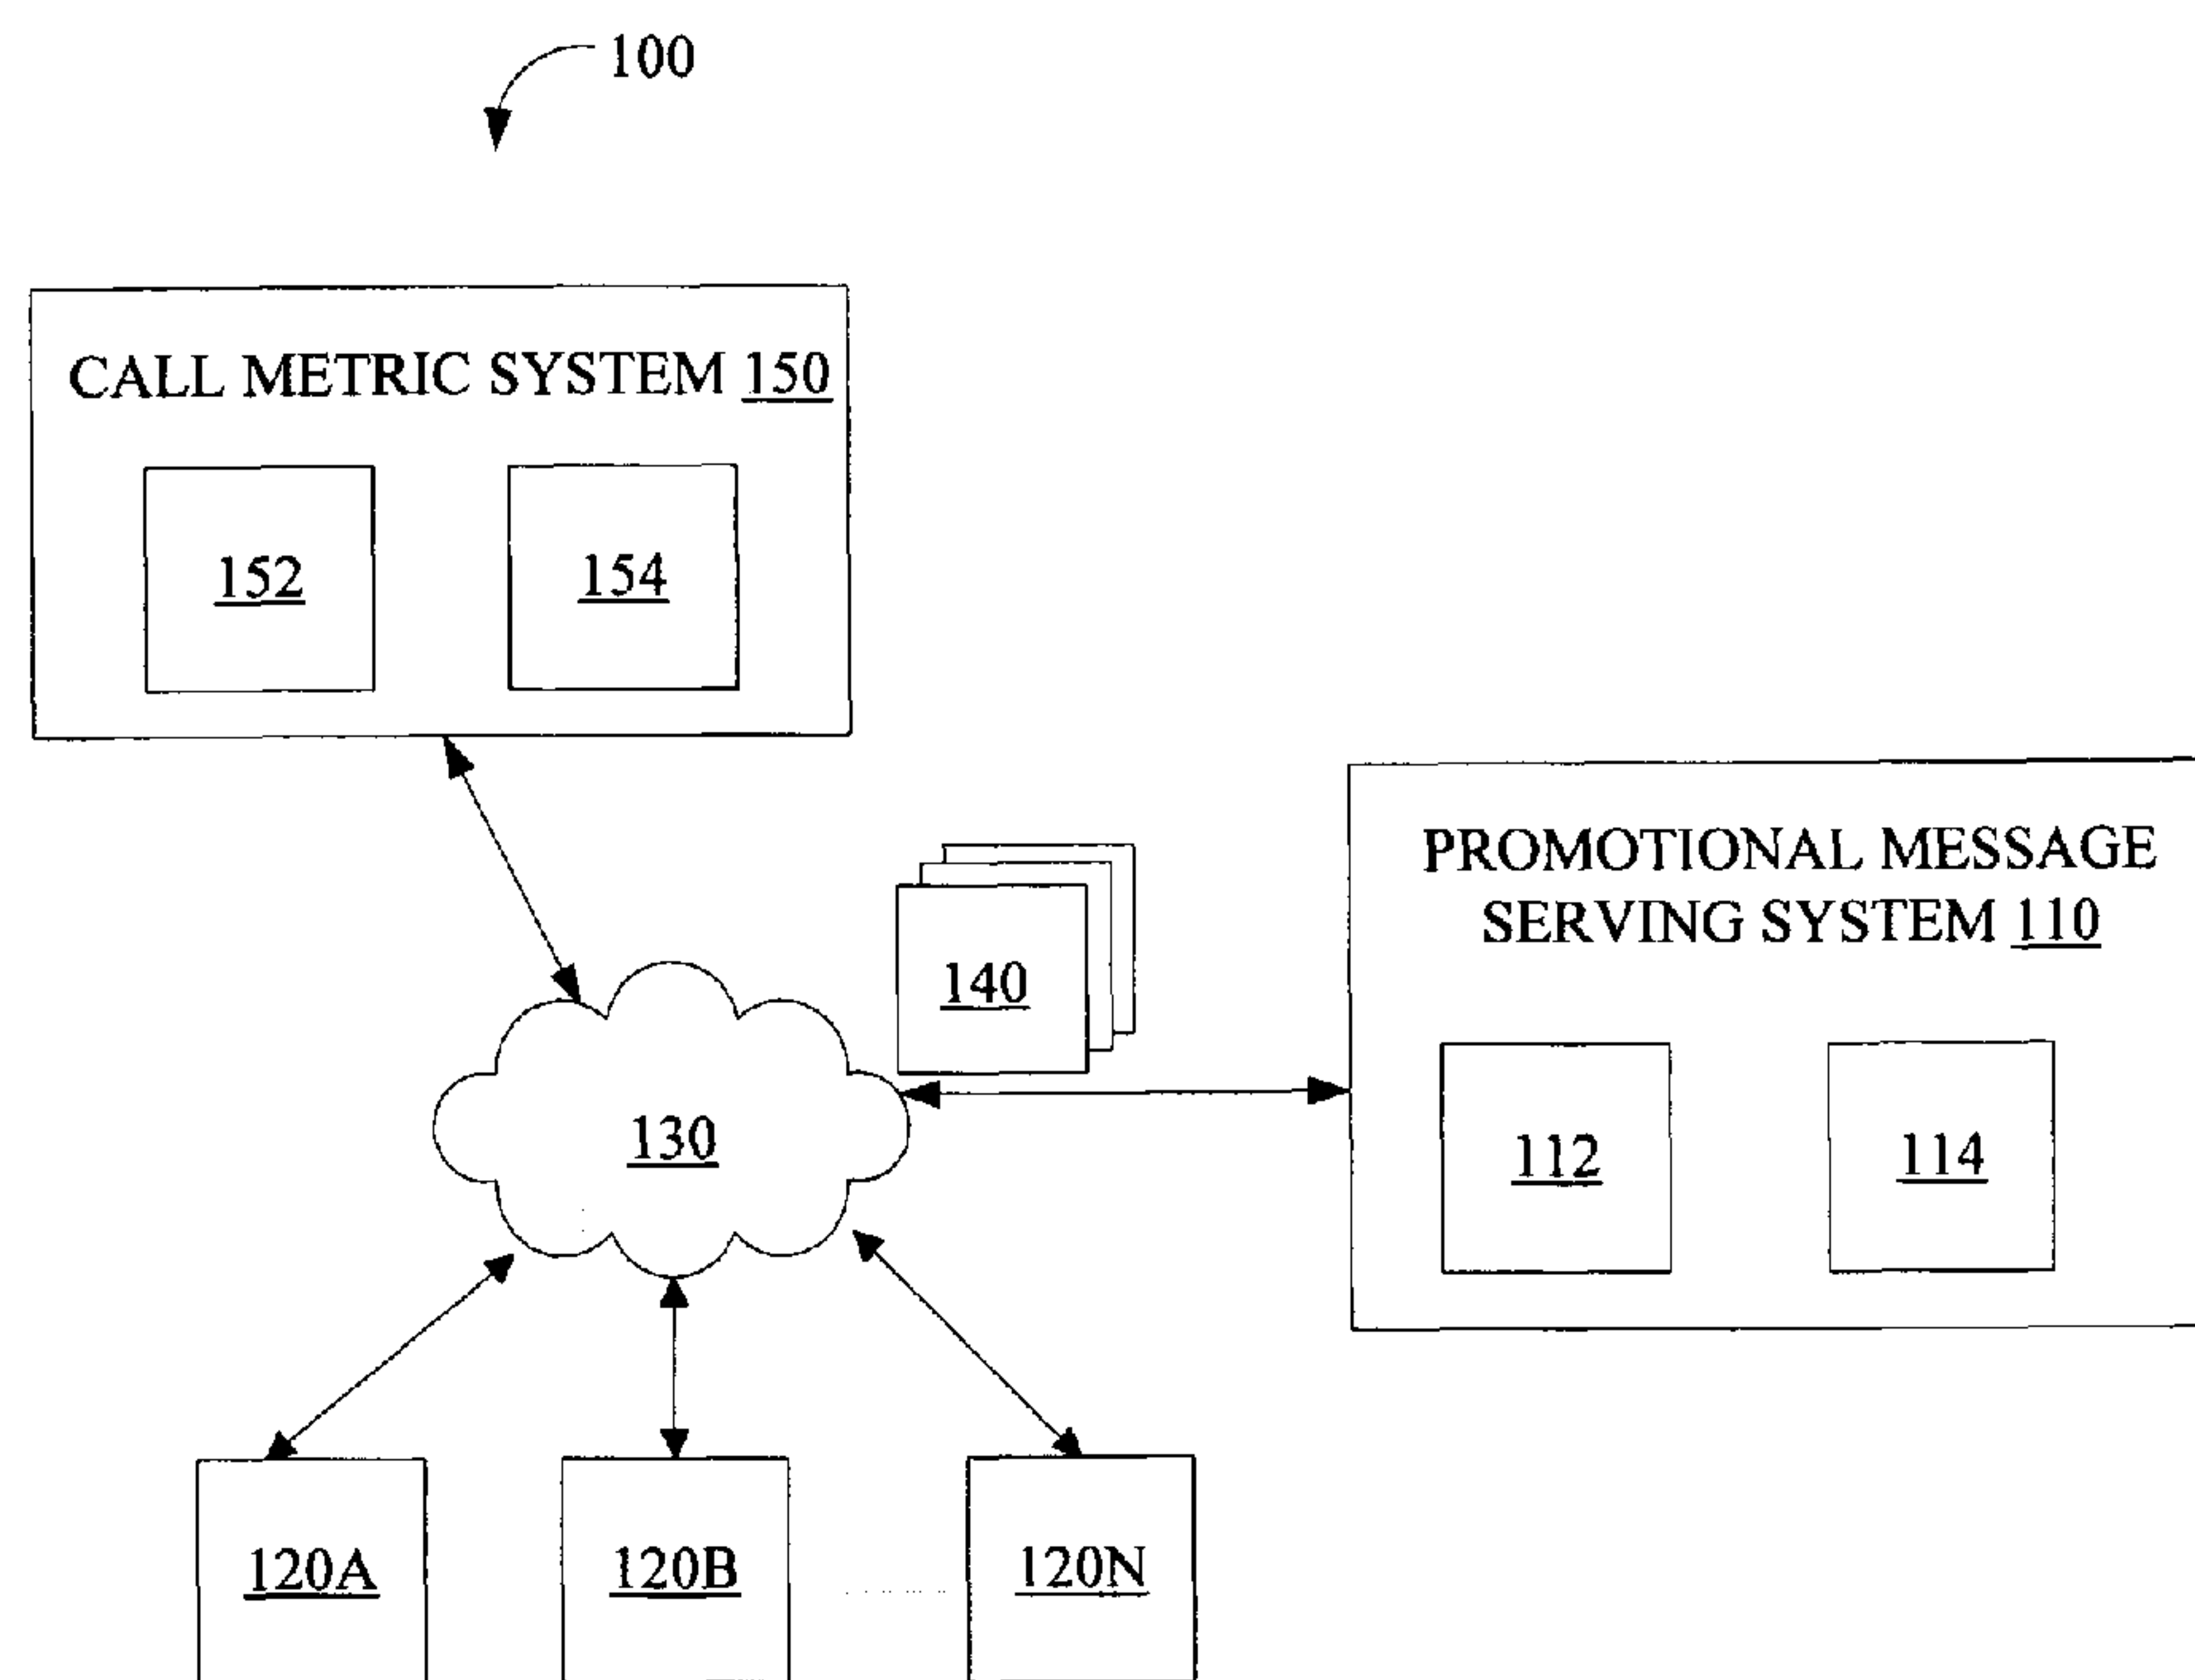 100
CALL METRIC SYSTEM 150
152
154
PROMOTIONAL MESSAGE
SERVING SYSTEM 110
140
130
112
114
120A
120B
120N